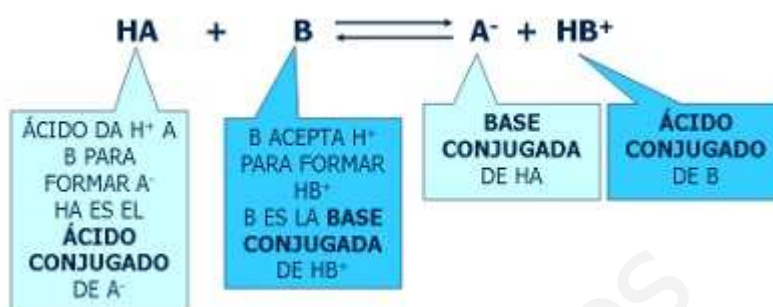 HA + B ⇌ A⁻ + HB⁺
ÁCIDO DA H⁺ A
B PARA
FORMAR A⁻
HA ES EL
ÁCIDO
CONJUGADO
DE A⁻
B ACEPTA H⁺
PARA FORMAR
HB⁺
B ES LA BASE
CONJUGADA
DE HB⁺
BASE
CONJUGADA
DE HA
ÁCIDO
CONJUGADO
DE B